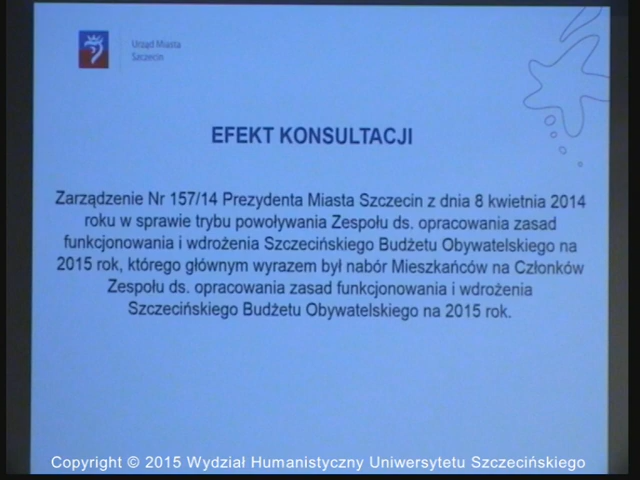 Urząd Miasta
Szczecin
EFEKT KONSULTACJI
Zarządzenie Nr 157/14 Prezydenta Miasta Szczecin z dnia 8 kwietnia 2014
roku w sprawie trybu powoływania Zespołu ds. opracowania zasad
funkcjonowania i wdrożenia Szczecińskiego Budżetu Obywatelskiego na
2015 rok, którego głównym wyrazem był nabór Mieszkańców na Członków
Zespołu ds. opracowania zasad funkcjonowania i wdrożenia
Szczecińskiego Budżetu Obywatelskiego na 2015 rok.
Copyright © 2015 Wydział Humanistyczny Uniwersytetu Szczecińskiego